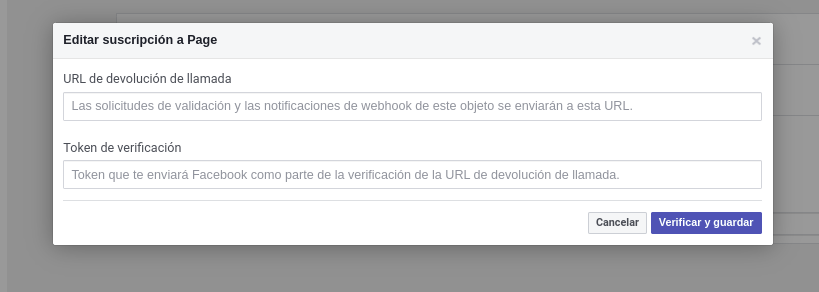 Editar suscripción a Page
×
URL de devolución de llamada
Las solicitudes de validación y las notificaciones de webhook de este objeto se enviarán a esta URL.
Token de verificación
Token que te enviará Facebook como parte de la verificación de la URL de devolución de llamada.
Cancelar
Verificar y guardar